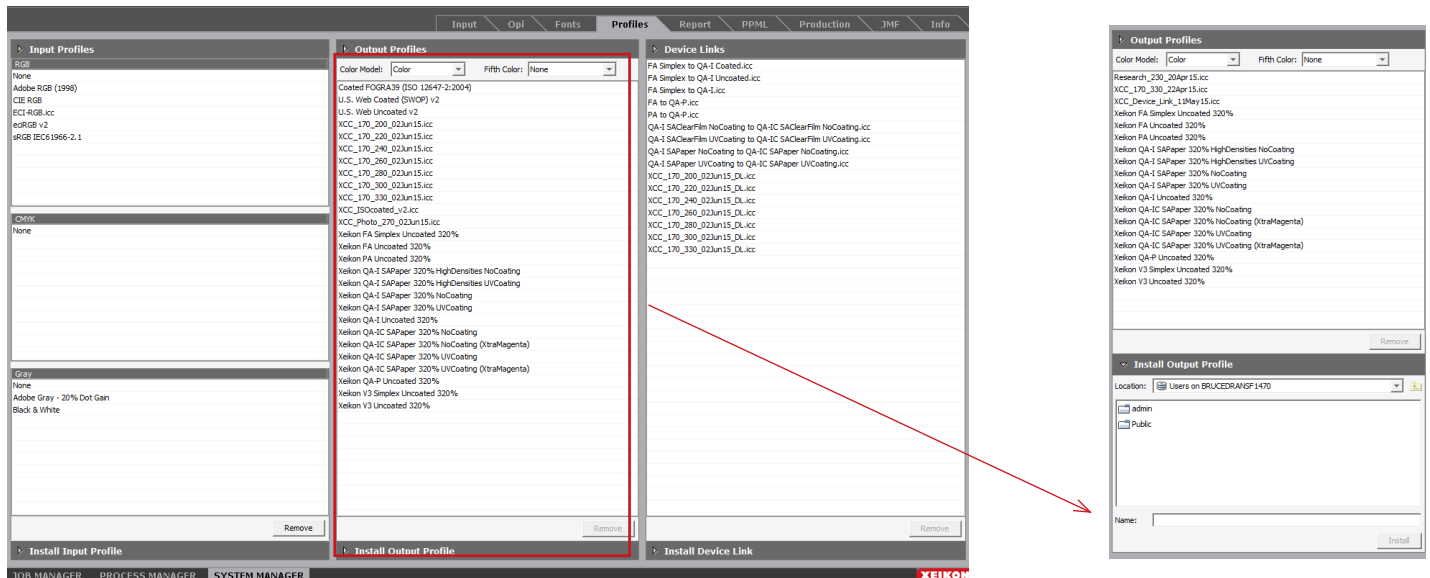 Input Opi Fonts Profiles Report PPML Production JMF Info
Input Profiles
RGB
None
Adobe RGB (1998)
CIE RGB
ECI-RGB.icc
eciRGB v2
sRGB IEC61966-2.1
CMYK
None
Gray
None
Adobe Gray - 20% Dot Gain
Black & White
Remove
Install Input Profile
Output Profiles
Color Model: Color Fifth Color: None
Coated FOGRA39 (ISO 12647-2:2004)
U.S. Web Coated (SWOP) v2
U.S. Web Uncoated v2
XCC_170_200_02Jun15.icc
XCC_170_220_02Jun15.icc
XCC_170_240_02Jun15.icc
XCC_170_260_02Jun15.icc
XCC_170_280_02Jun15.icc
XCC_170_300_02Jun15.icc
XCC_170_330_02Jun15.icc
XCC_ISOcoated_v2.icc
XCC_Photo_270_02Jun15.icc
Xeikon FA Simplex Uncoated 320%
Xeikon FA Uncoated 320%
Xeikon PA Uncoated 320%
Xeikon QA-I SAPaper 320% HighDensities NoCoating
Xeikon QA-I SAPaper 320% HighDensities UVCoating
Xeikon QA-I SAPaper 320% NoCoating
Xeikon QA-I SAPaper 320% UVCoating
Xeikon QA-I Uncoated 320%
Xeikon QA-IC SAPaper 320% NoCoating
Xeikon QA-IC SAPaper 320% NoCoating (XtraMagenta)
Xeikon QA-IC SAPaper 320% UVCoating
Xeikon QA-IC SAPaper 320% UVCoating (XtraMagenta)
Xeikon QA-P Uncoated 320%
Xeikon V3 Simplex Uncoated 320%
Xeikon V3 Uncoated 320%
Remove
Install Output Profile
Device Links
FA Simplex to QA-I Coated.icc
FA Simplex to QA-I Uncoated.icc
FA Simplex to QA-I.icc
FA to QA-P.icc
PA to QA-P.icc
QA-I SAClearFilm NoCoating to QA-IC SAClearFilm NoCoating.icc
QA-I SAClearFilm UVCoating to QA-IC SAClearFilm UVCoating.icc
QA-I SAPaper NoCoating to QA-IC SAPaper NoCoating.icc
QA-I SAPaper UVCoating to QA-IC SAPaper UVCoating.icc
XCC_170_200_02Jun15_DL.icc
XCC_170_220_02Jun15_DL.icc
XCC_170_240_02Jun15_DL.icc
XCC_170_260_02Jun15_DL.icc
XCC_170_280_02Jun15_DL.icc
XCC_170_300_02Jun15_DL.icc
XCC_170_330_02Jun15_DL.icc
Remove
Install Device Link
JOB MANAGER PROCESS MANAGER SYSTEM MANAGER
XEIKON
Output Profiles
Color Model: Color Fifth Color: None
Research_230_20Apr15.icc
XCC_170_330_22Apr15.icc
XCC_Device_Link_11May15.icc
Xeikon FA Simplex Uncoated 320%
Xeikon FA Uncoated 320%
Xeikon PA Uncoated 320%
Xeikon QA-I SAPaper 320% HighDensities NoCoating
Xeikon QA-I SAPaper 320% HighDensities UVCoating
Xeikon QA-I SAPaper 320% NoCoating
Xeikon QA-I SAPaper 320% UVCoating
Xeikon QA-I Uncoated 320%
Xeikon QA-IC SAPaper 320% NoCoating
Xeikon QA-IC SAPaper 320% NoCoating (XtraMagenta)
Xeikon QA-IC SAPaper 320% UVCoating
Xeikon QA-IC SAPaper 320% UVCoating (XtraMagenta)
Xeikon QA-P Uncoated 320%
Xeikon V3 Simplex Uncoated 320%
Xeikon V3 Uncoated 320%
Remove
Install Output Profile
Location: Users on BRUCEDRANSF1470
admin
Public
Name:
Install